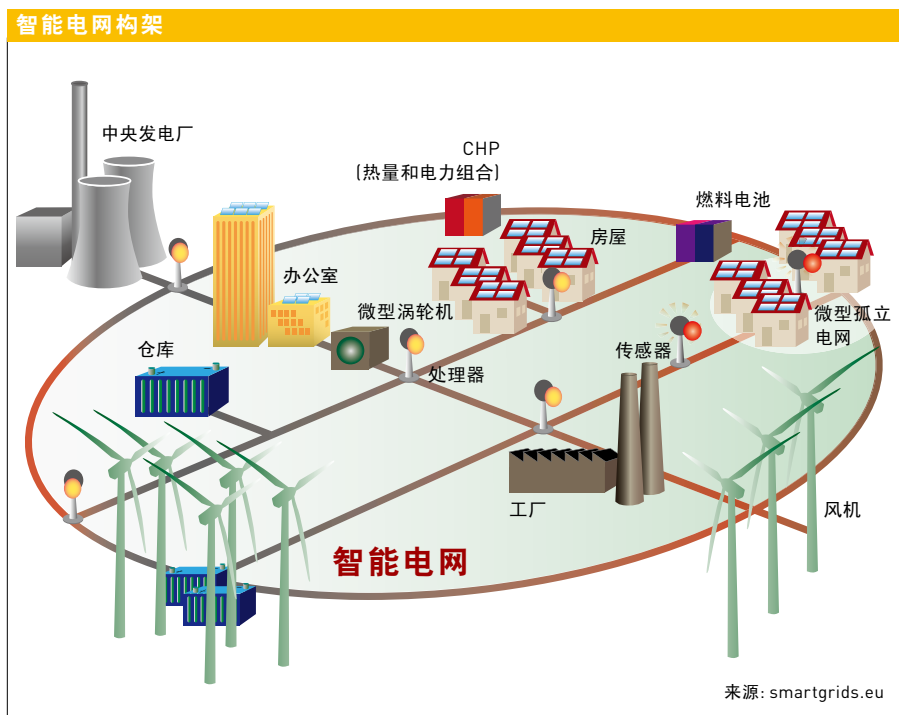 智能电网构架
中央发电厂
CHP
(热量和电力组合)
燃料电池
房屋
办公室
微型涡轮机
微型孤立
电网
仓库
处理器
传感器
工厂
风机
智能电网
来源: smartgrids.eu